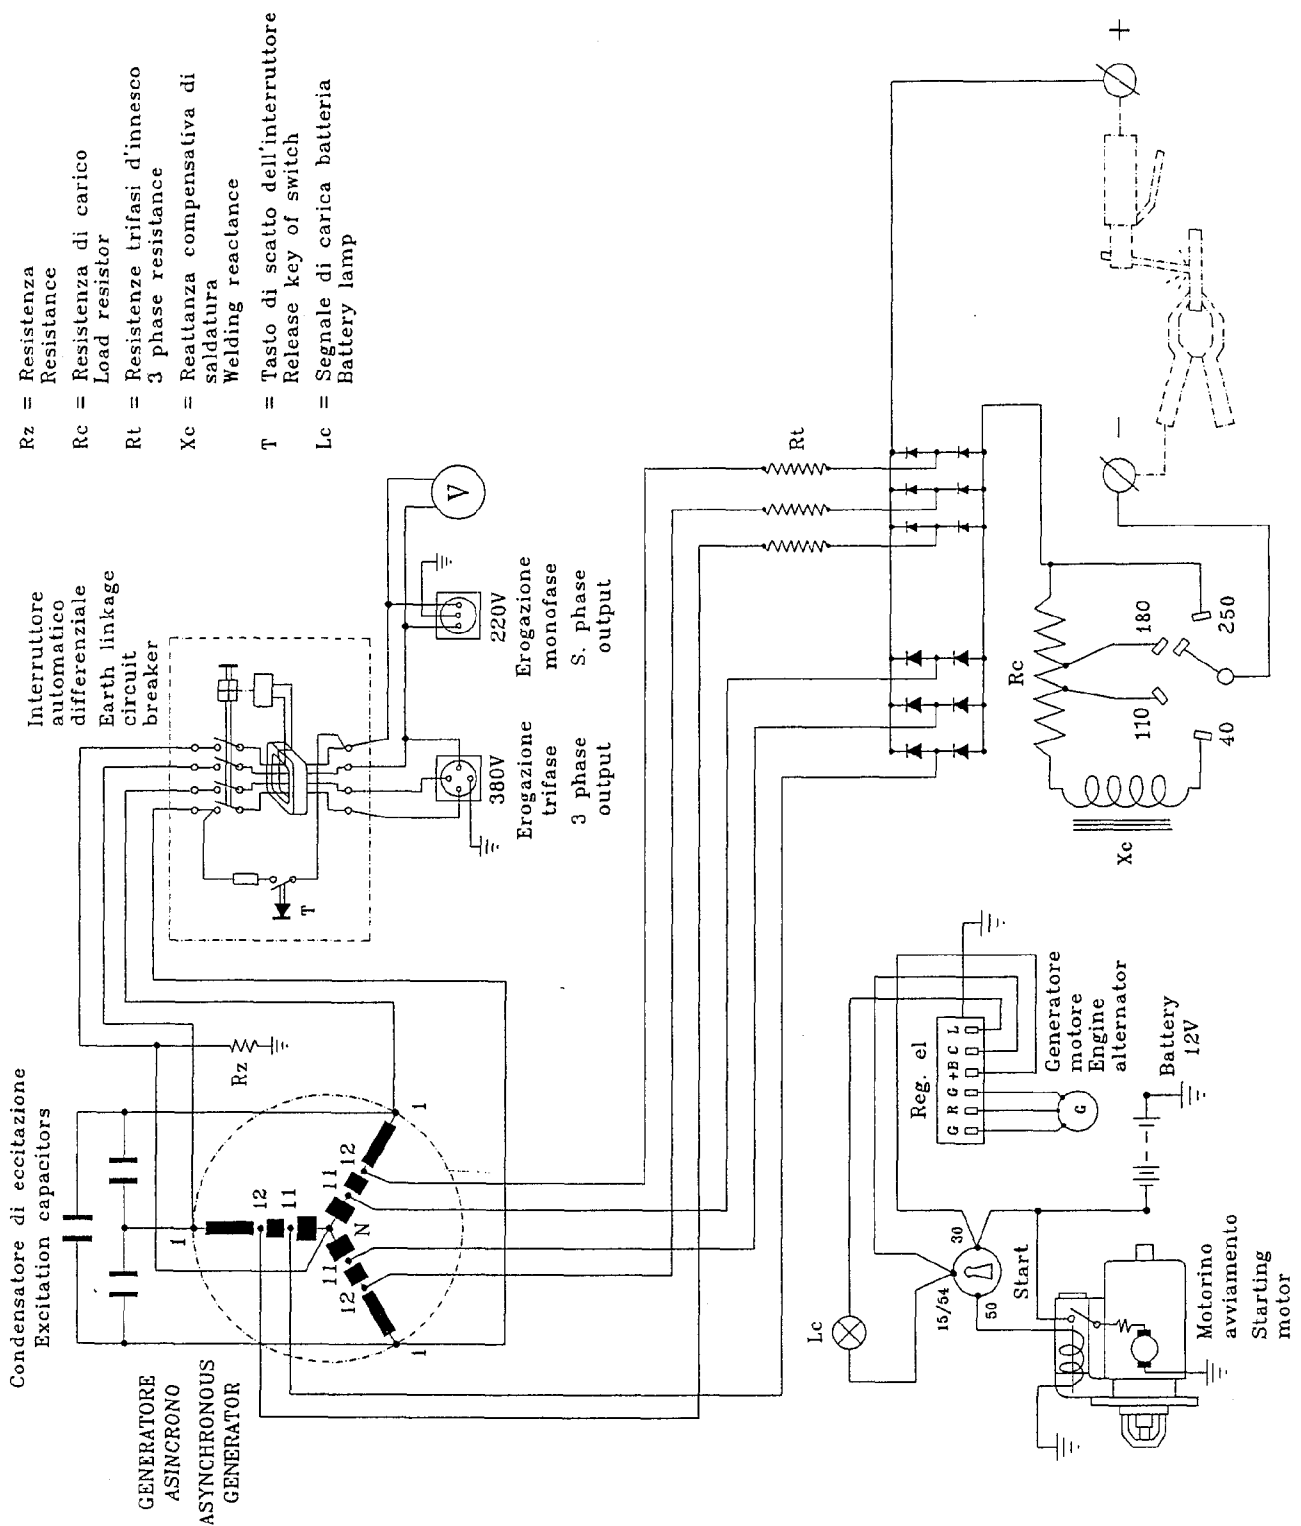 Rz = Resistenza
Resistance
Rc = Resistenza di carico
Load resistor
Rt = Resistenze trifasi d'innesco
3 phase resistance
Xc = Reattanza compensativa di
saldatura
Welding reactance
T = Tasto di scatto dell'interruttore
Release key of switch
Lc = Segnale di carica batteria
Battery lamp
Interruttore
automatico
differenziale
Earth linkage
circuit
breaker
T
V
380V
Erogazione
trifase
3 phase
output
220V
Erogazione
monofase
S. phase
output
Condensatore di eccitazione
Excitation capacitors
Rz
1
12
11
N
11
12
1
11
12
1
GENERATORE
ASINCRONO
ASYNCHRONOUS
GENERATOR
Rt
+
-
Rc
110
180
40
250
Xc
Lc
Reg. el
G R G +B C L
G
Generatore
motore
Engine
alternator
15/54
30
50
Start
Battery
12V
Motorino
avviamento
Starting
motor